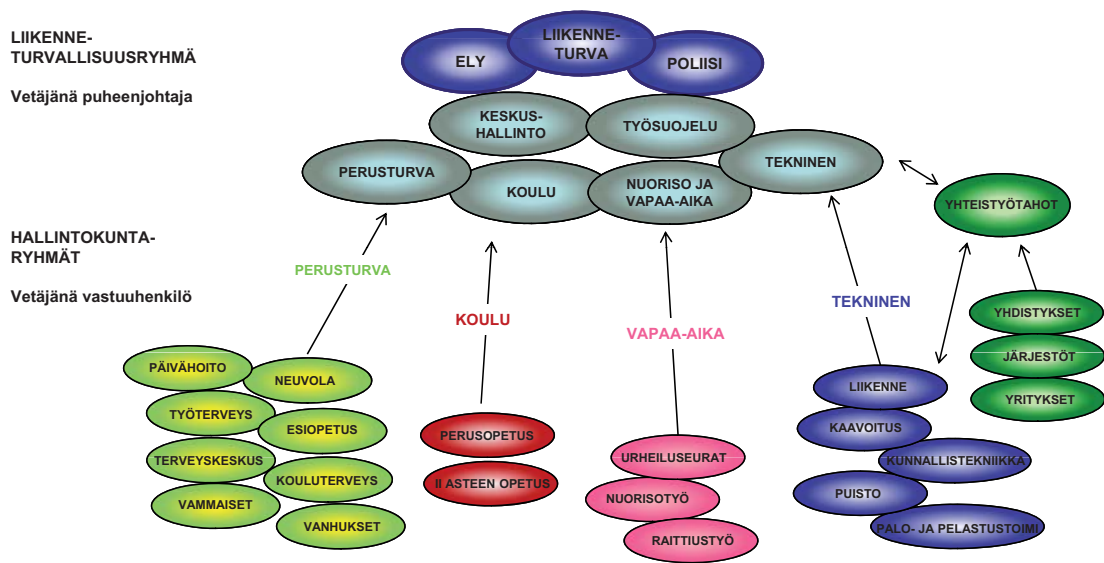 LIIKENNE-
TURVALLISUUSRYHMÄ
Vetäjänä puheenjohtaja
ELY
LIIKENNE-
TURVA
POLIISI
KESKUS-
HALLINTO
TYÖSUOJELU
PERUSTURVA
KOULU
NUORISO JA
VAPAA-AIKA
TEKNINEN
YHTEISTYÖTAHOT
HALLINTOKUNTA-
RYHMÄT
Vetäjänä vastuuhenkilö
PERUSTURVA
KOULU
VAPAA-AIKA
TEKNINEN
YHDISTYKSET
JÄRJESTÖT
YRITYKSET
PÄIVÄHOITO
NEUVOLA
TYÖTERVEYS
ESIOPETUS
TERVEYSKESKUS
KOULUTERVEYS
VAMMAISET
VANHUKSET
PERUSOPETUS
II ASTEEN OPETUS
URHEILUSEURAT
NUORISOTYÖ
RAITTIUSTYÖ
LIIKENNE
KAAVOITUS
KUNNALLISTEKNIIKKA
PUISTO
PALO- JA PELASTUSTOIMI